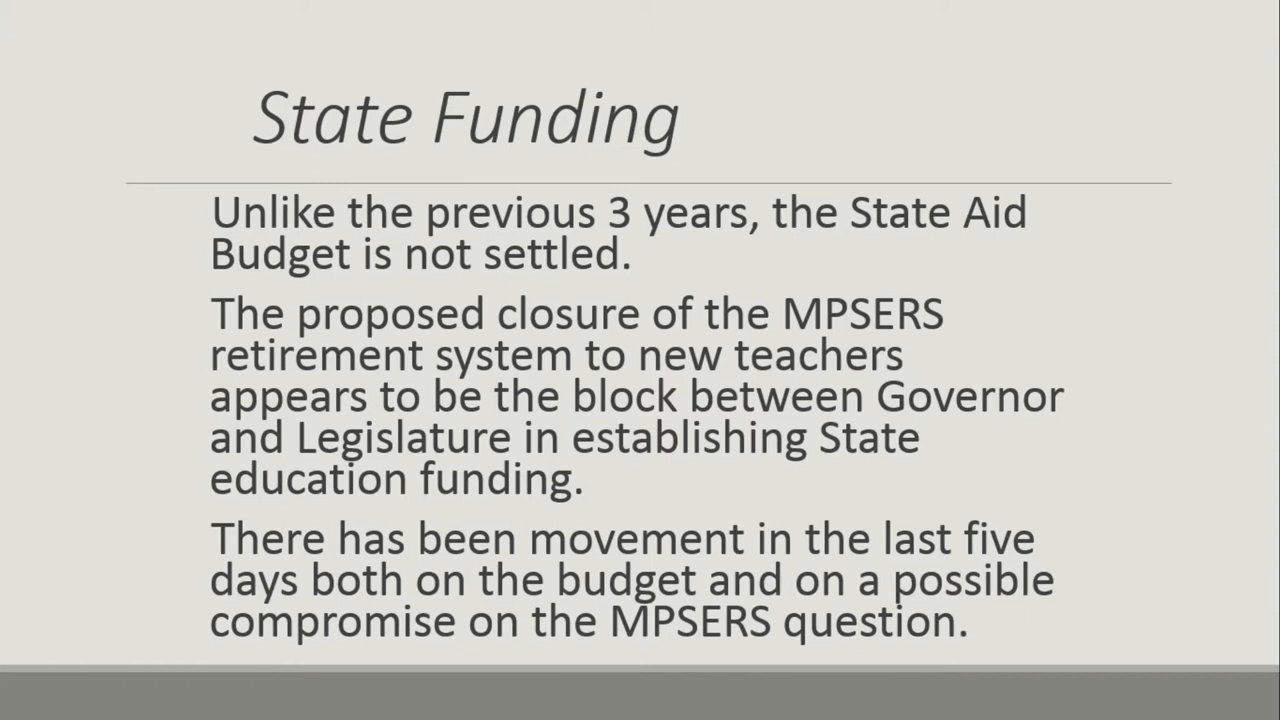 State Funding
Unlike the previous 3 years, the State Aid
Budget is not settled.
The proposed closure of the MPSERS
retirement system to new teachers
appears to be the block between Governor
and Legislature in establishing State
education funding.
There has been movement in the last five
days both on the budget and on a possible
compromise on the MPSERS question.